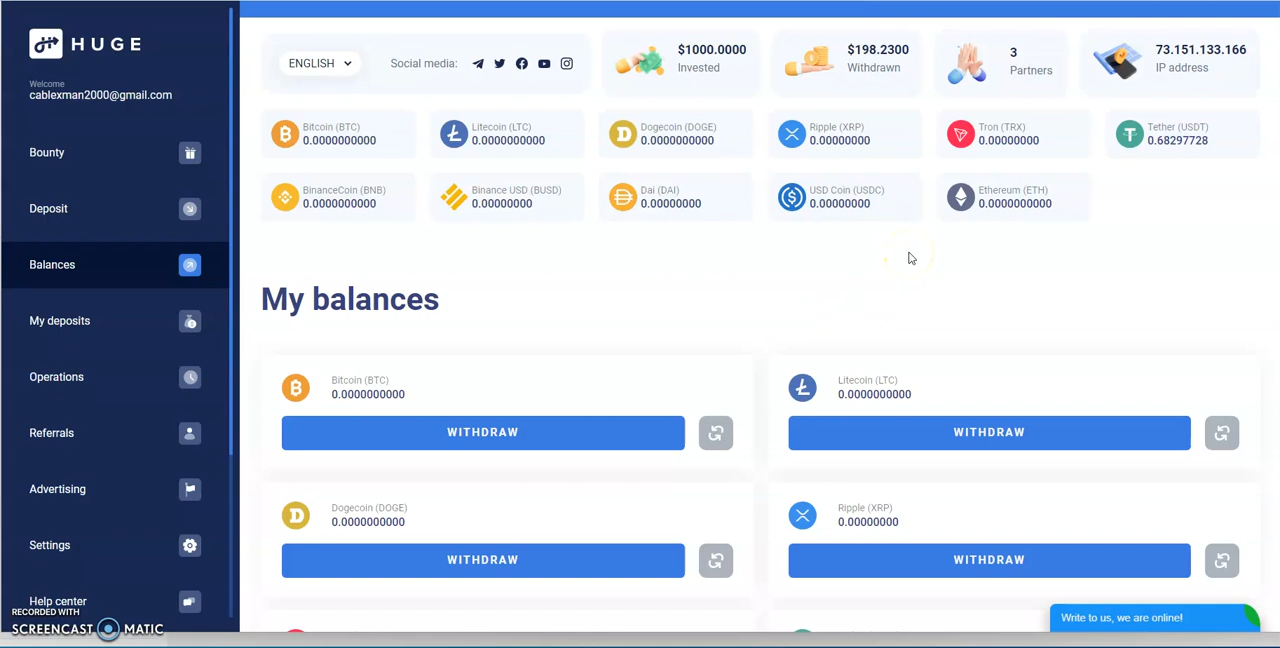 HUGE
Welcome
cablexman2000@gmail.com
Bounty
Deposit
Balances
My deposits
Operations
Referrals
Advertising
Settings
Help center
RECORDED WITH
SCREENCAST MATIC
ENGLISH
Social media:
$1000.0000
Invested
$198.2300
Withdrawn
3
Partners
73.151.133.166
IP address
Bitcoin (BTC)
0.0000000000
Litecoin (LTC)
0.0000000000
Dogecoin (DOGE)
0.0000000000
Ripple (XRP)
0.00000000
Tron (TRX)
0.00000000
Tether (USDT)
0.68297728
BinanceCoin (BNB)
0.0000000000
Binance USD (BUSD)
0.00000000
Dai (DAI)
0.00000000
USD Coin (USDC)
0.00000000
Ethereum (ETH)
0.0000000000
My balances
Bitcoin (BTC)
0.0000000000
WITHDRAW
Litecoin (LTC)
0.0000000000
WITHDRAW
Dogecoin (DOGE)
0.0000000000
WITHDRAW
Ripple (XRP)
0.00000000
WITHDRAW
Write to us, we are online!